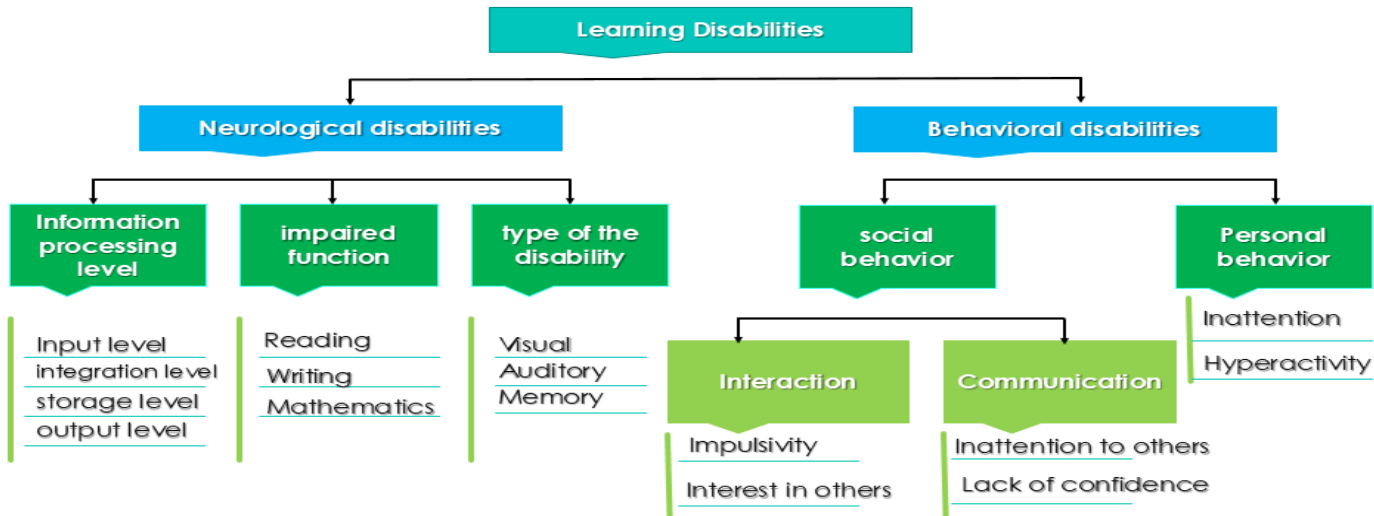 Learning Disabilities
Neurological disabilities
Behavioral disabilities
Information
processing
level
impaired
function
type of the
disability
social
behavior
Personal
behavior
Input level
integration level
storage level
output level
Reading
Writing
Mathematics
Visual
Auditory
Memory
Interaction
Communication
Inattention
Hyperactivity
Impulsivity
Interest in others
Inattention to others
Lack of confidence